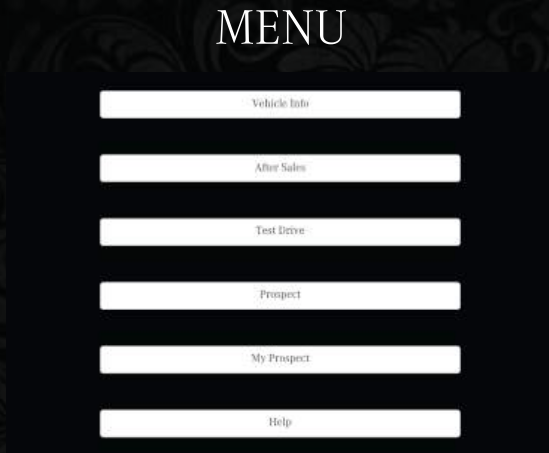 MENU
Vehicle Info
After Sales
Test Drive
Prospect
My Prospect
Help